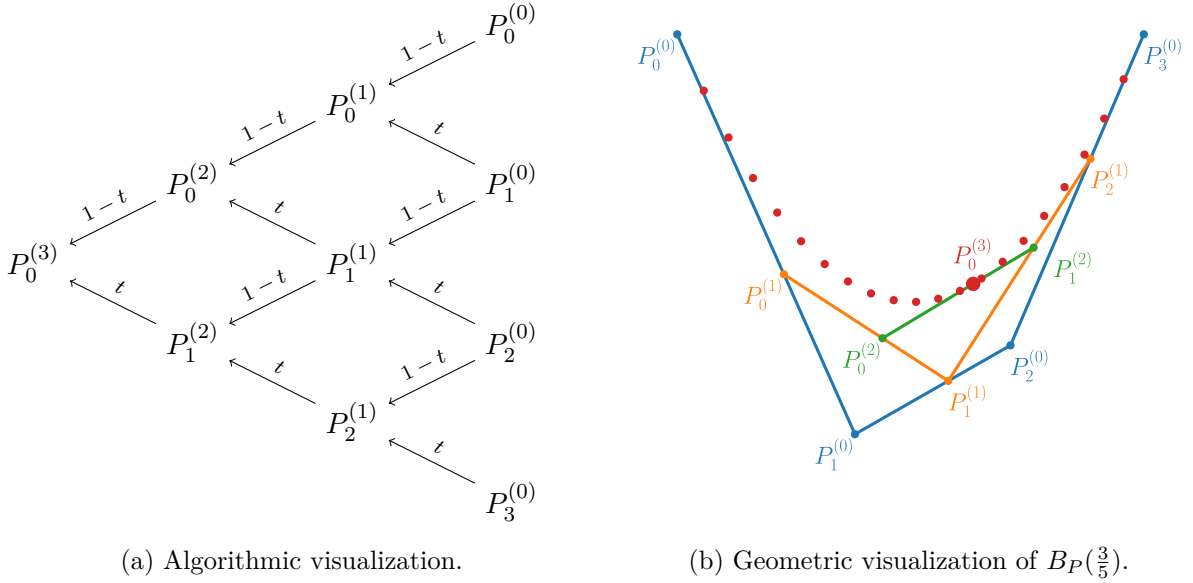 P_0^{(0)}
1 − t
P_0^{(1)}
1 − t
t
P_0^{(2)}
P_1^{(0)}
1 − t
t
1 − t
P_0^{(3)}
P_1^{(1)}
t
1 − t
t
P_1^{(2)}
P_2^{(0)}
t
1 − t
P_2^{(1)}
t
P_3^{(0)}
(a) Algorithmic visualization.
P_0^{(0)}
P_3^{(0)}
P_2^{(1)}
P_0^{(3)}
P_1^{(2)}
P_0^{(1)}
P_0^{(2)}
P_2^{(0)}
P_1^{(1)}
P_1^{(0)}
(b) Geometric visualization of B_P(\frac{3}{5}).